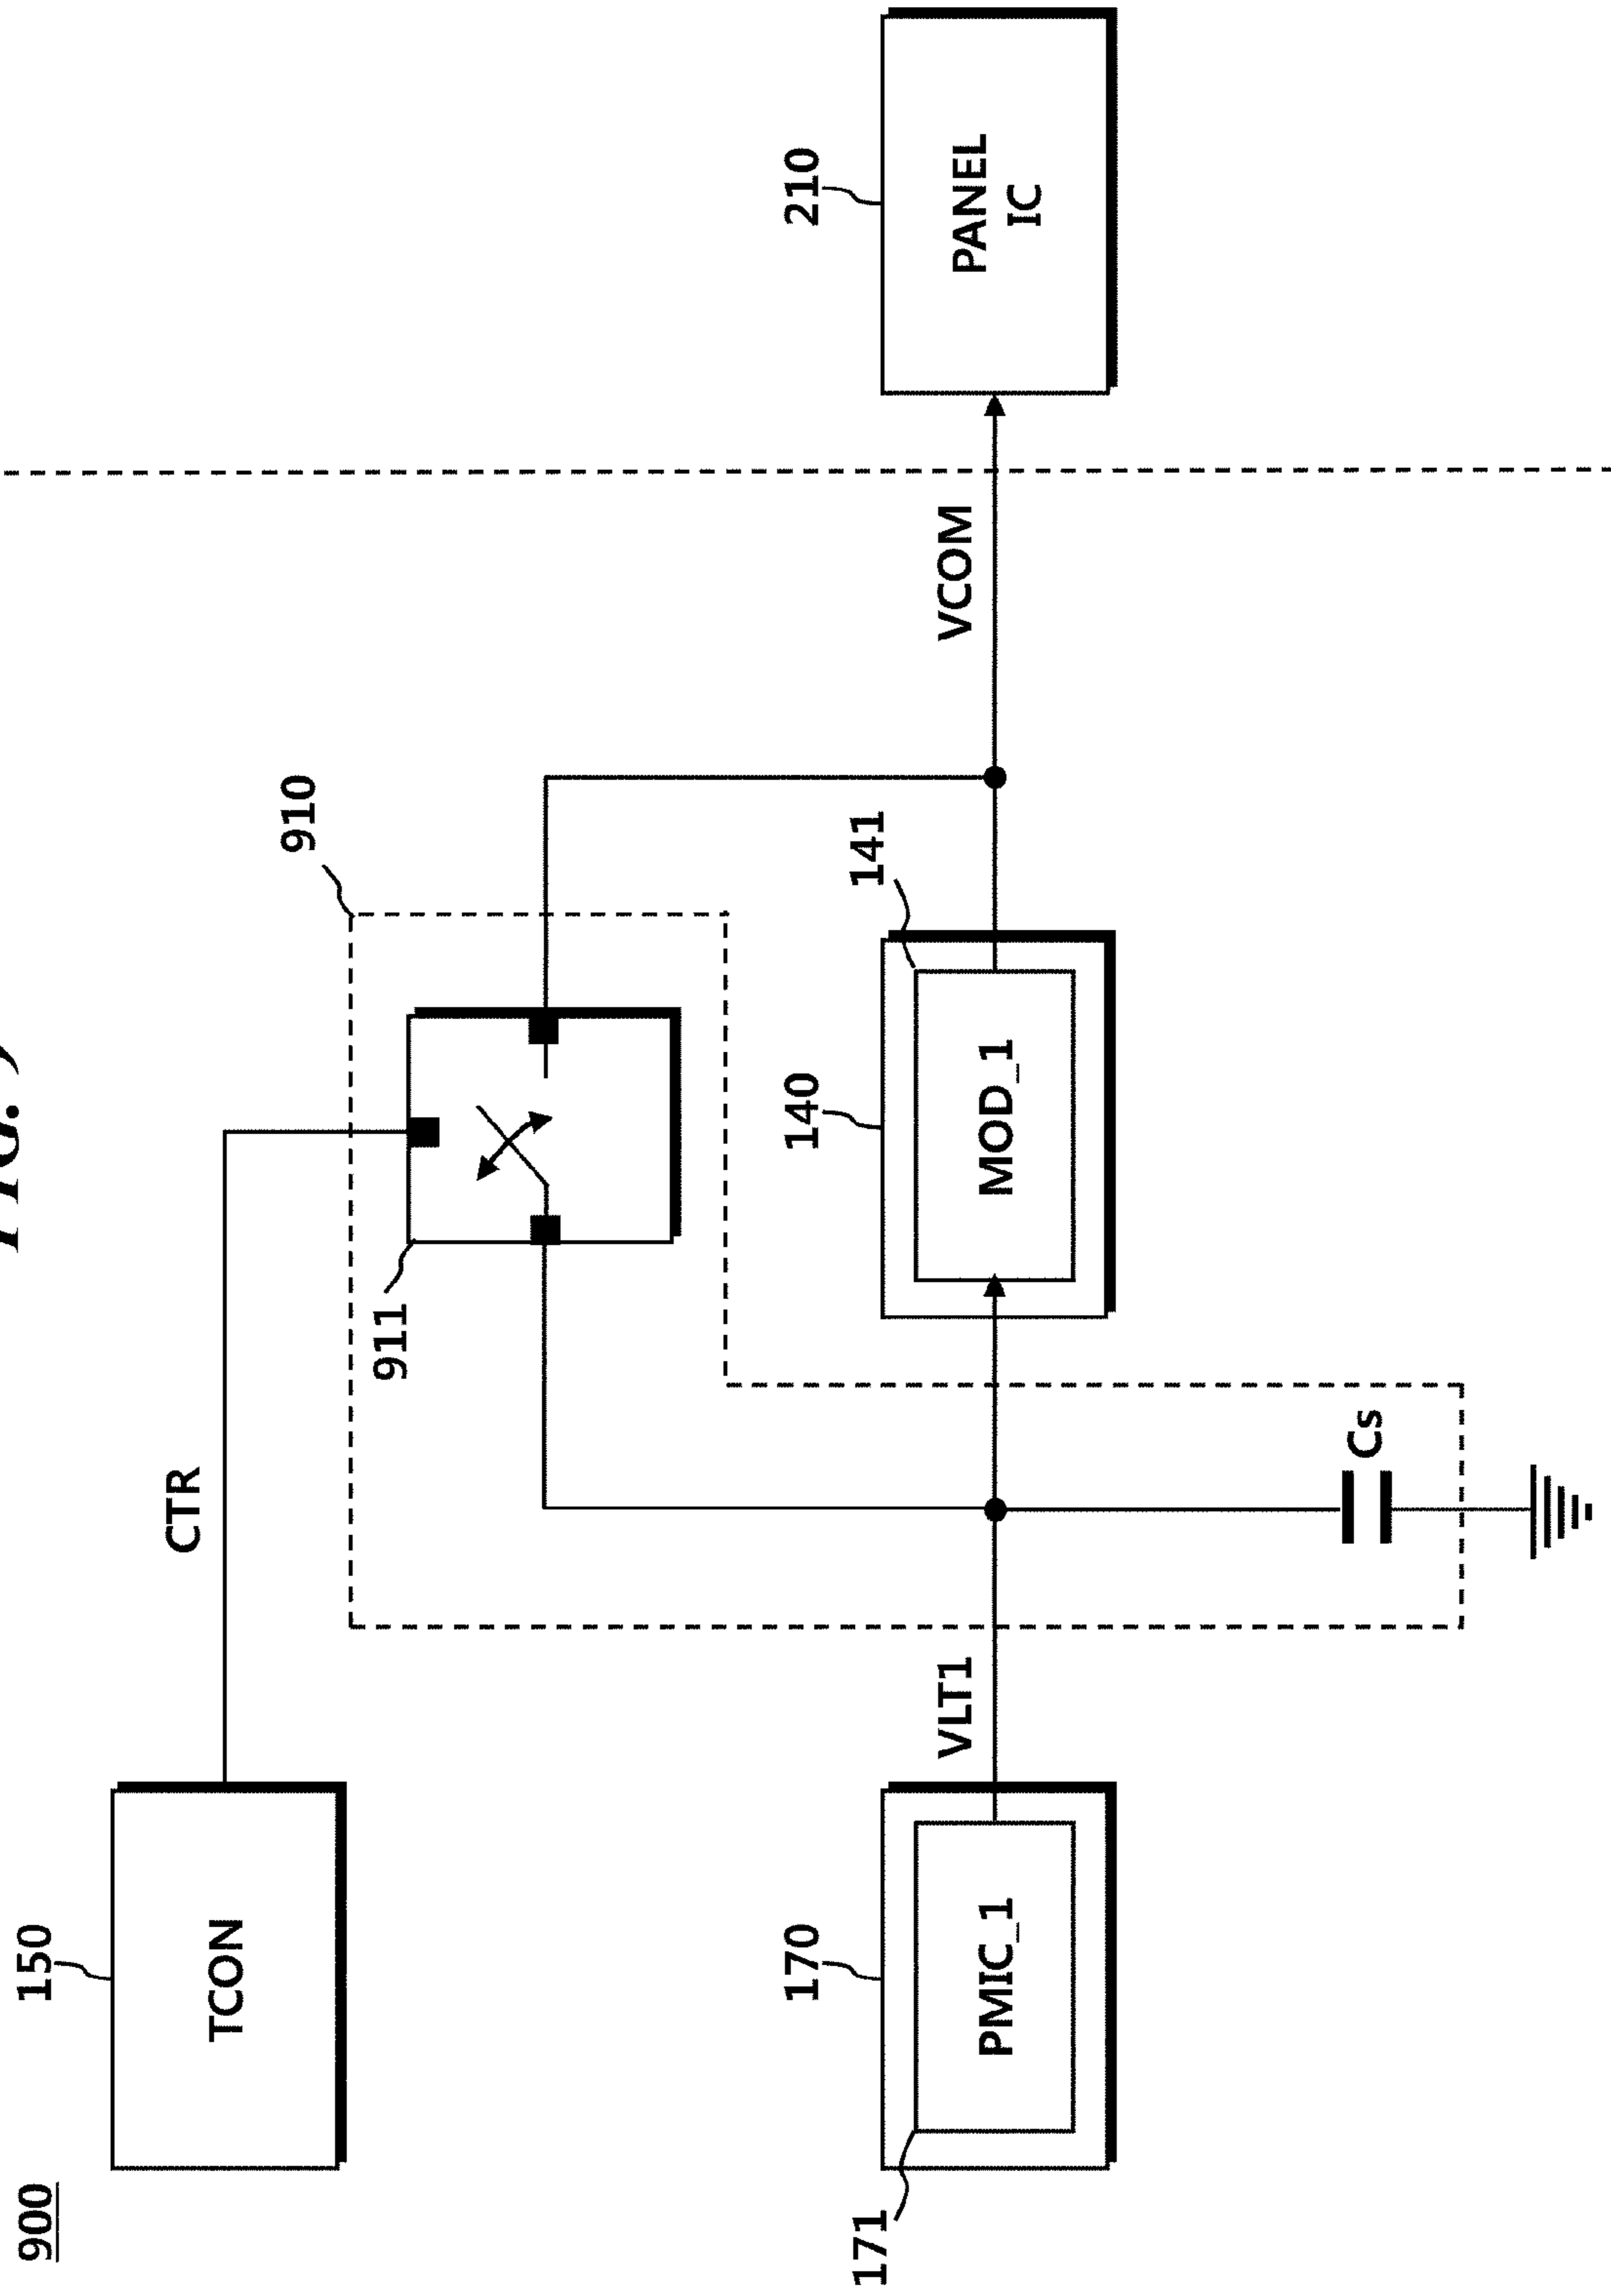 FIG.
900
150
TCON
CTR
910
911
170
140
210
171
141
VLT1
VCOM
PMIC_1
MOD_1
PANEL
IC
Cs